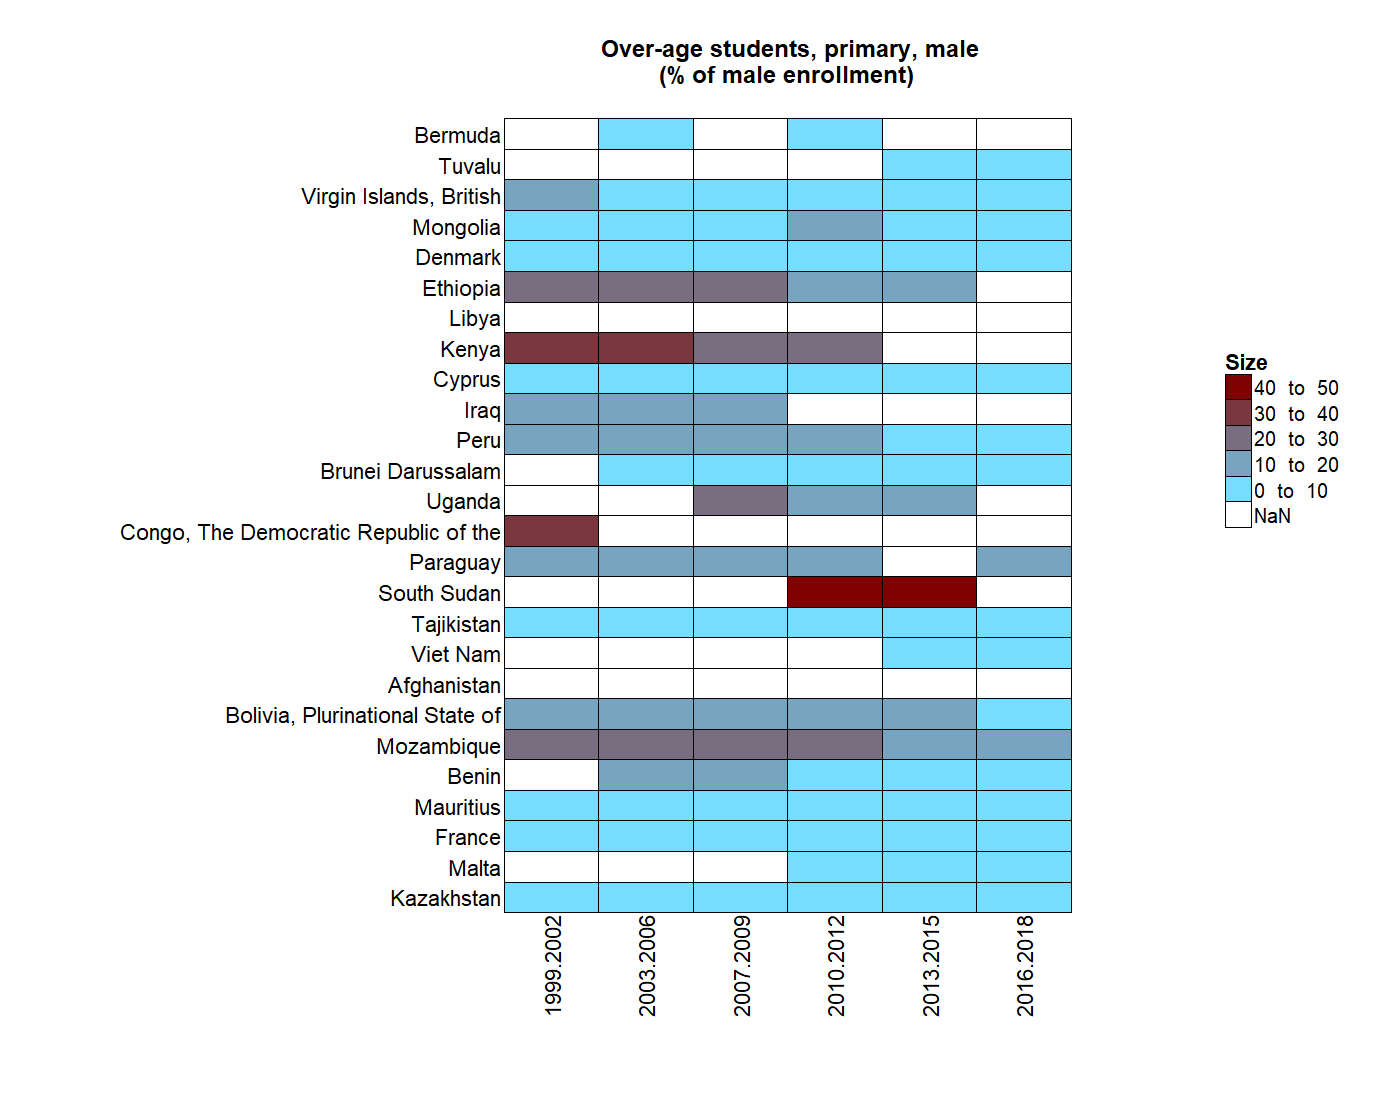 Over-age students, primary, male
(% of male enrollment)
Bermuda
Tuvalu
Virgin Islands, British
Mongolia
Denmark
Ethiopia
Libya
Kenya
Cyprus
Iraq
Peru
Brunei Darussalam
Uganda
Congo, The Democratic Republic of the
Paraguay
South Sudan
Tajikistan
Viet Nam
Afghanistan
Bolivia, Plurinational State of
Mozambique
Benin
Mauritius
France
Malta
Kazakhstan
1999.2002
2003.2006
2007.2009
2010.2012
2013.2015
2016.2018
Size
40 to 50
30 to 40
20 to 30
10 to 20
0 to 10
NaN